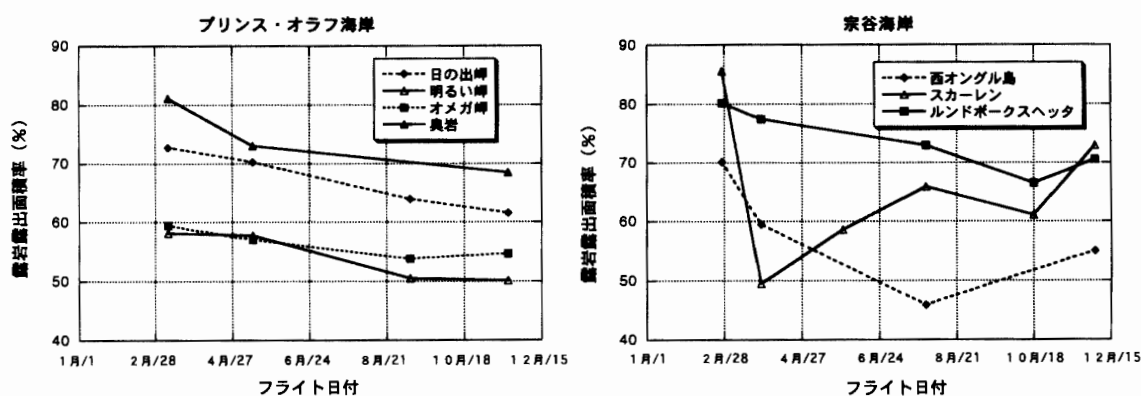 プリンス・オラフ海岸
90
80
70
60
50
40
露岩露出面積率 (%)
日の出岬
明るい岬
オメガ岬
奥岩
1月/1
2月/28
4月/27
6月/24
8月/21
10月/18
12月/15
フライト日付
宗谷海岸
90
80
70
60
50
40
露岩露出面積率 (%)
西オングル島
スカーレン
ルンドボークスヘッタ
1月/1
2月/28
4月/27
6月/24
8月/21
10月/18
12月/15
フライト日付